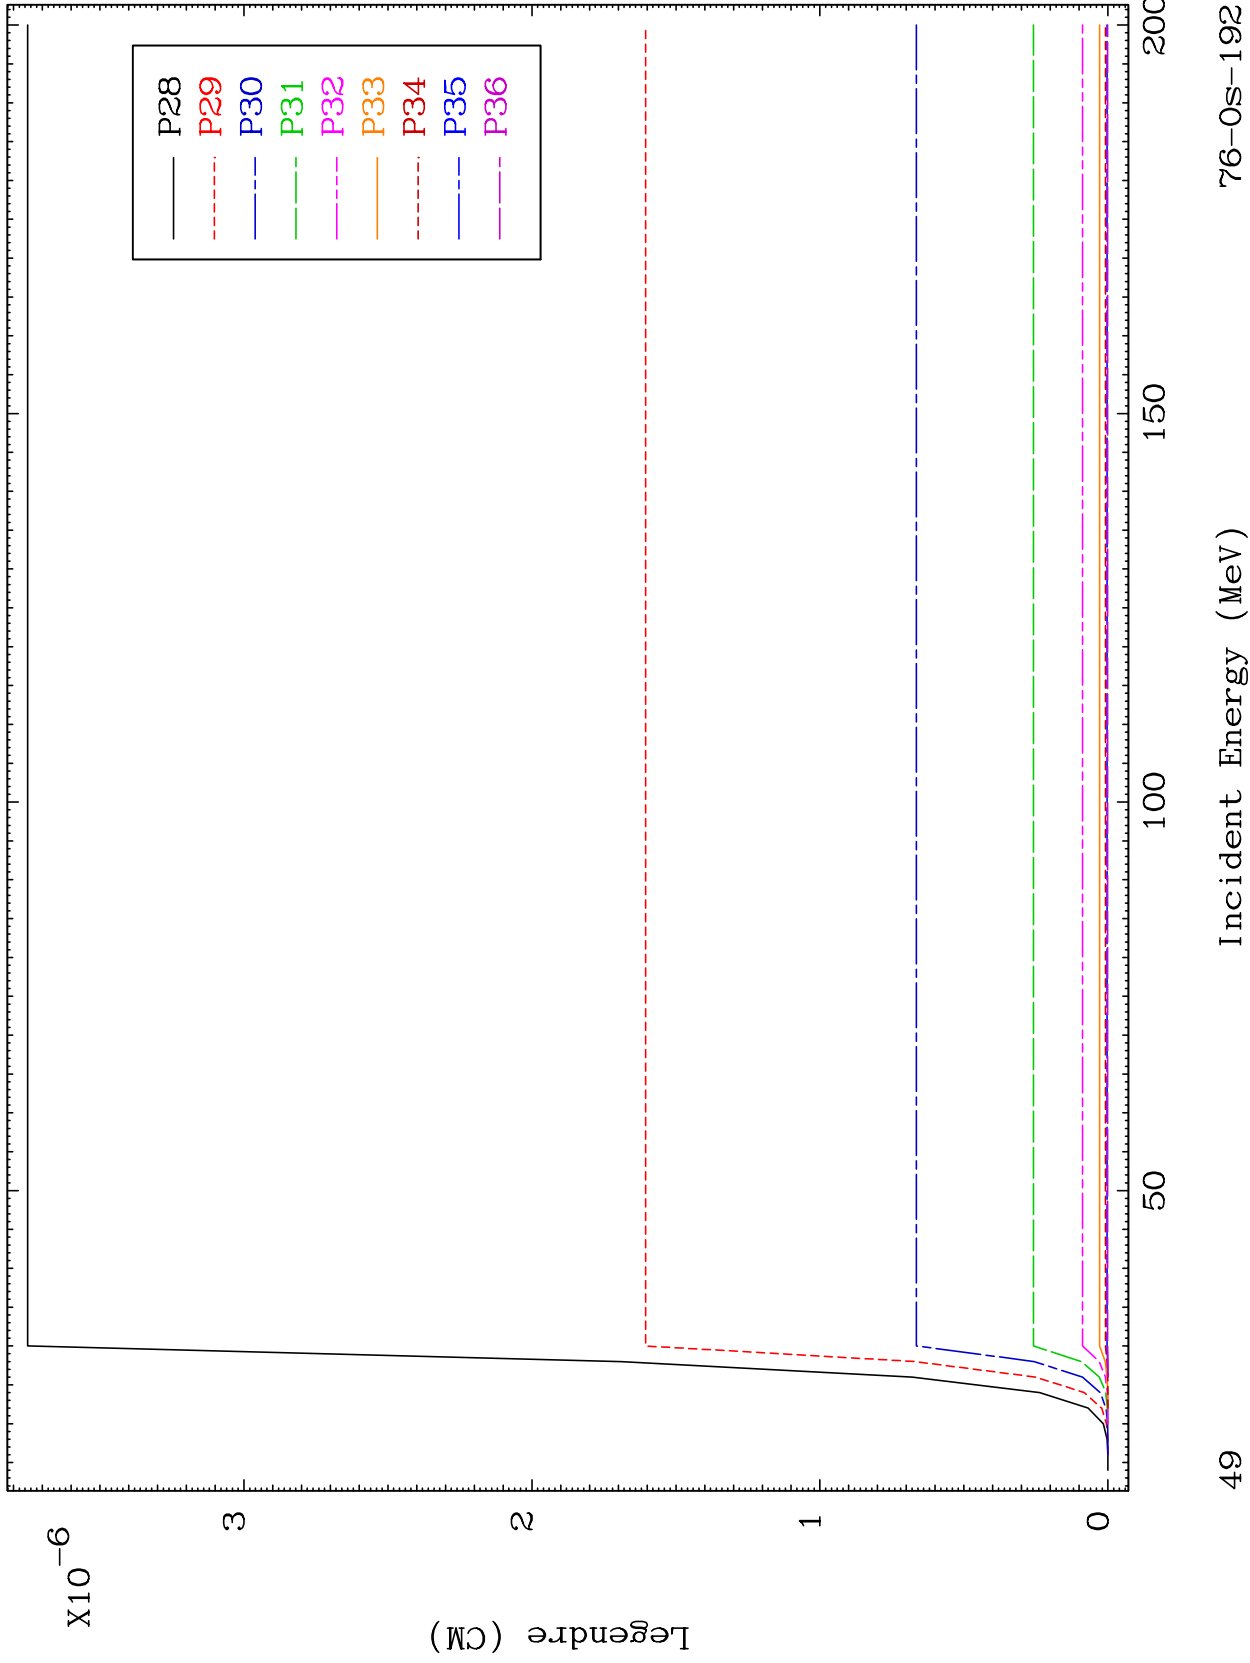 X10
-6
3
2
1
0
Legendre (CM)
P28
P29
P30
P31
P32
P33
P34
P35
P36
50
100
150
200
Incident Energy (MeV)
49
76-Os-192